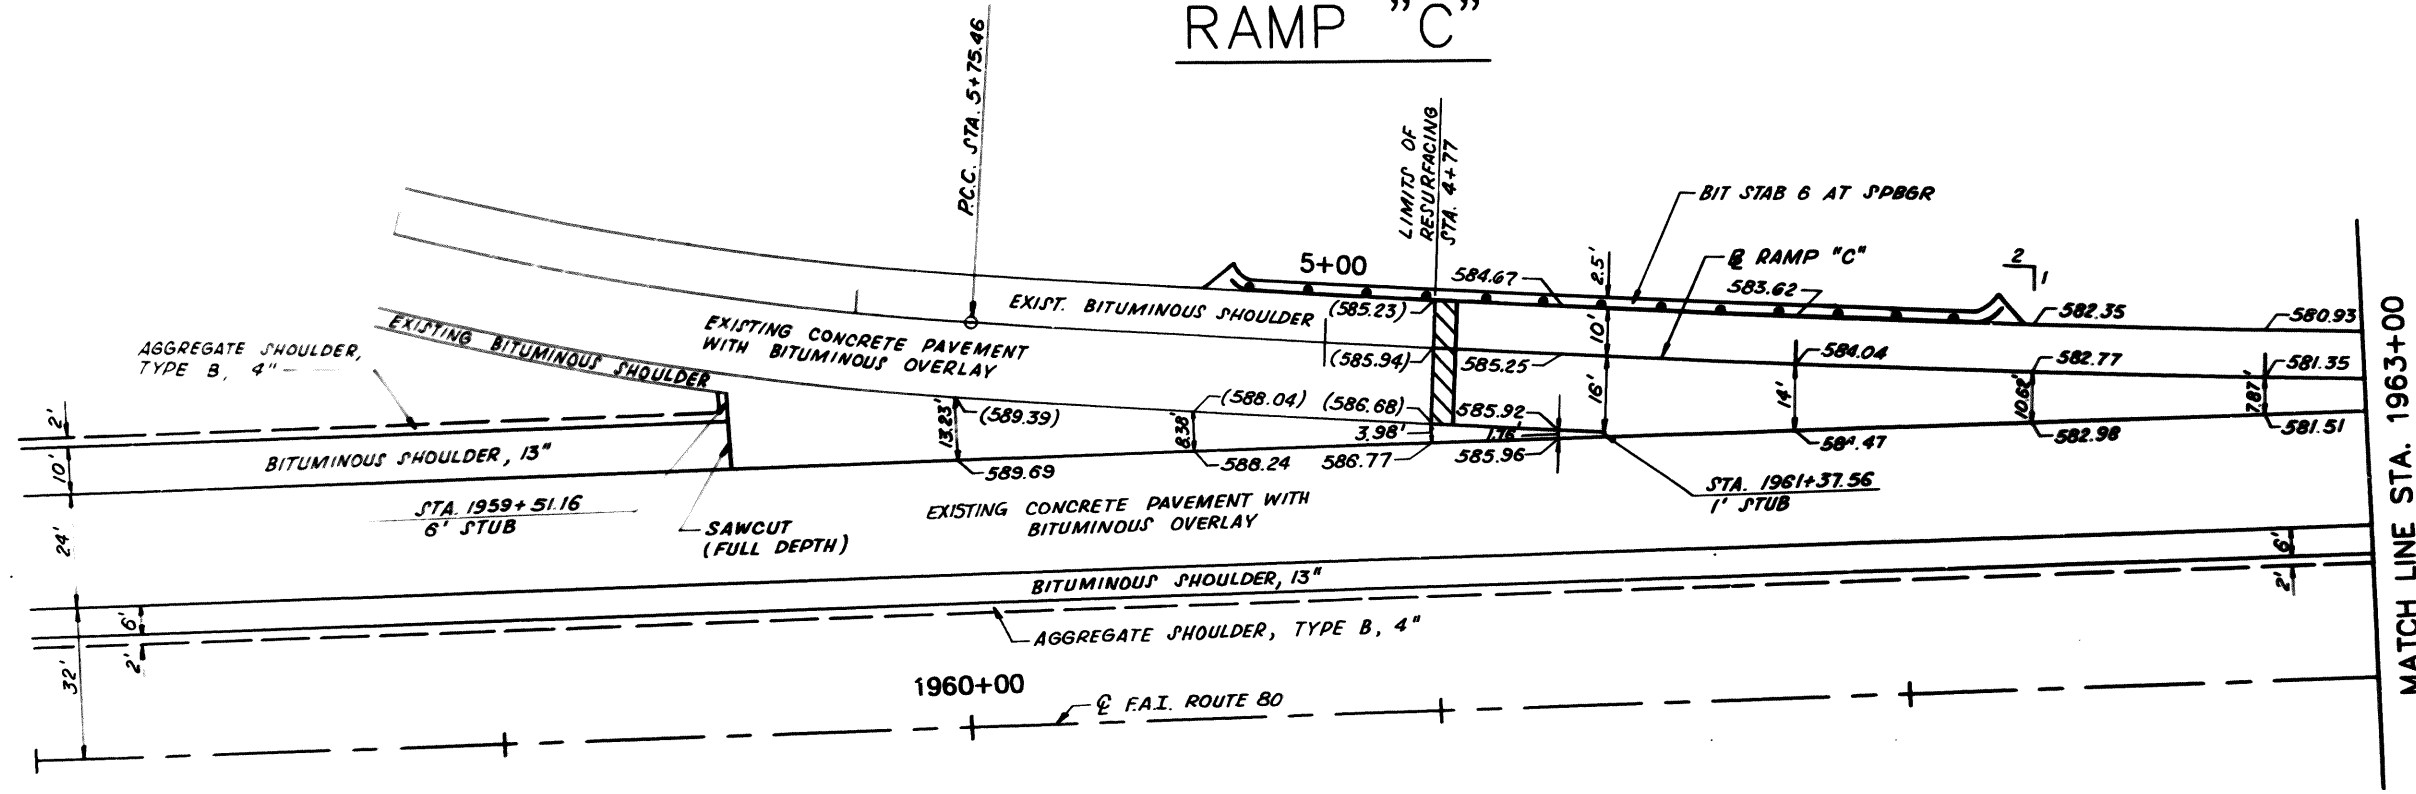 RAMP "C"
P.C.C. STA. 5+75.46
LIMITS OF
RESURFACING
STA. 4+77
BIT STAB 6 AT SPBGR
℄ RAMP "C"
2
1
5+00
584.67
2.5'
583.62
582.35
580.93
EXIST. BITUMINOUS SHOULDER
(585.23)
10'
EXISTING CONCRETE PAVEMENT
WITH BITUMINOUS OVERLAY
(585.94)
585.25
584.04
582.77
581.35
EXISTING BITUMINOUS SHOULDER
AGGREGATE SHOULDER,
TYPE B, 4"
16'
14'
10.62'
7.87'
13.23'
(589.39)
8.38'
(588.04)
(586.68)
585.92
3.98'
1.76'
2'
10'
BITUMINOUS SHOULDER, 13"
589.69
588.24
586.77
585.96
582.98
581.51
STA. 1961+37.56
1' STUB
STA. 1959+51.16
6' STUB
SAWCUT
(FULL DEPTH)
EXISTING CONCRETE PAVEMENT WITH
BITUMINOUS OVERLAY
24'
BITUMINOUS SHOULDER, 13"
6'
2'
6'
2'
AGGREGATE SHOULDER, TYPE B, 4"
32'
1960+00
℄ F.A.I. ROUTE 80
MATCH LINE STA. 1963+00